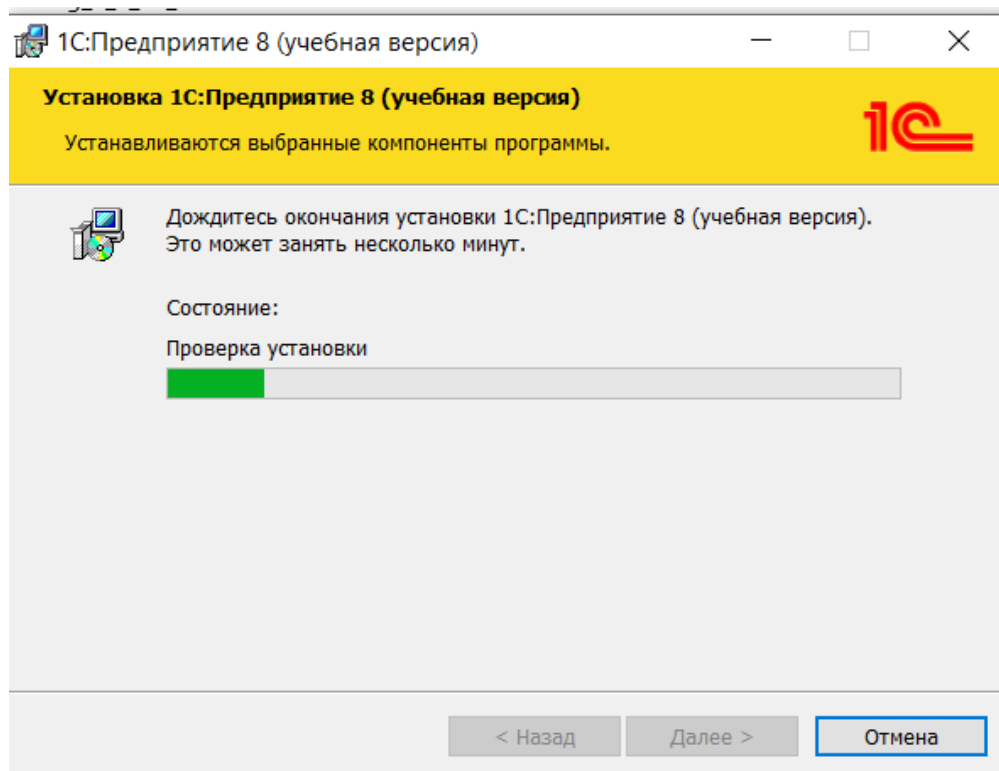 1С:Предприятие 8 (учебная версия)
Установка 1С:Предприятие 8 (учебная версия)
Устанавливаются выбранные компоненты программы.
1С
Дождитесь окончания установки 1С:Предприятие 8 (учебная версия).
Это может занять несколько минут.
Состояние:
Проверка установки
< Назад
Далее >
Отмена